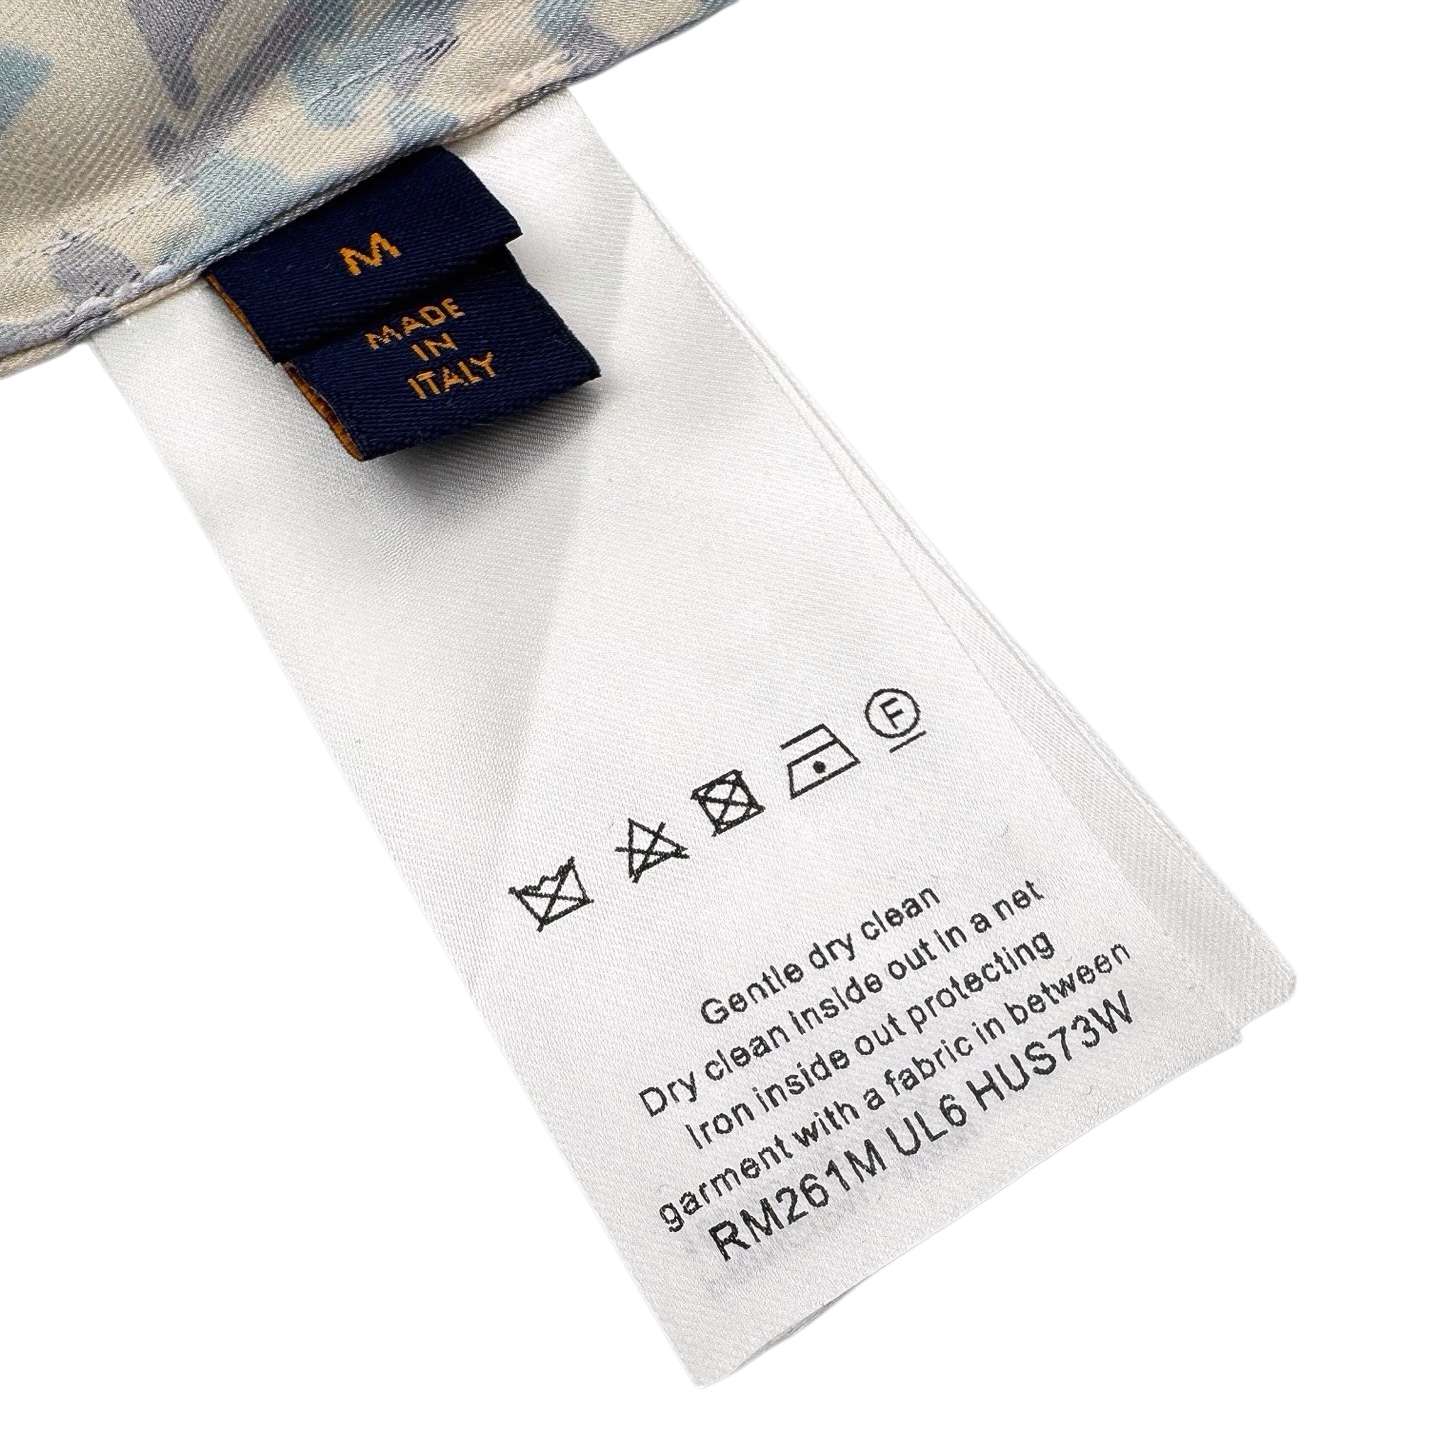 M
MADE
IN
ITALY
F
Gentle dry clean
Dry clean inside out in a net
Iron inside out protecting
garment with a fabric in between
RM261M UL6 HUS73W